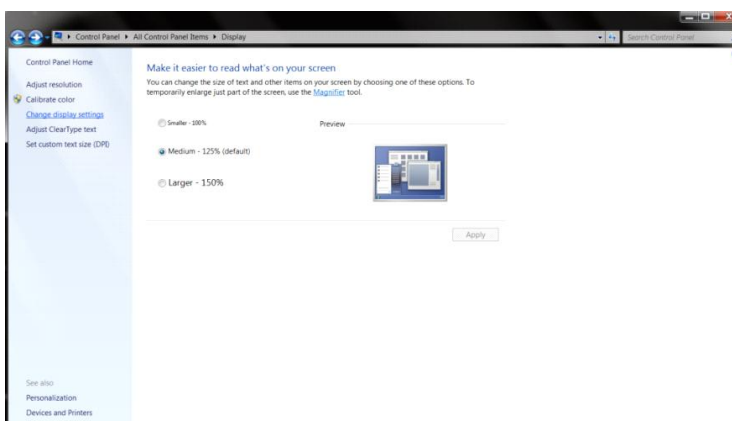 Control Panel ▸ All Control Panel Items ▸ Display
Search Control Panel
Control Panel Home
Adjust resolution
Calibrate color
Change display settings
Adjust ClearType text
Set custom text size (DPI)
See also
Personalization
Devices and Printers
Make it easier to read what's on your screen
You can change the size of text and other items on your screen by choosing one of these options. To
temporarily enlarge just part of the screen, use the Magnifier tool.
Smaller - 100%
Preview
Medium - 125% (default)
Larger - 150%
Apply